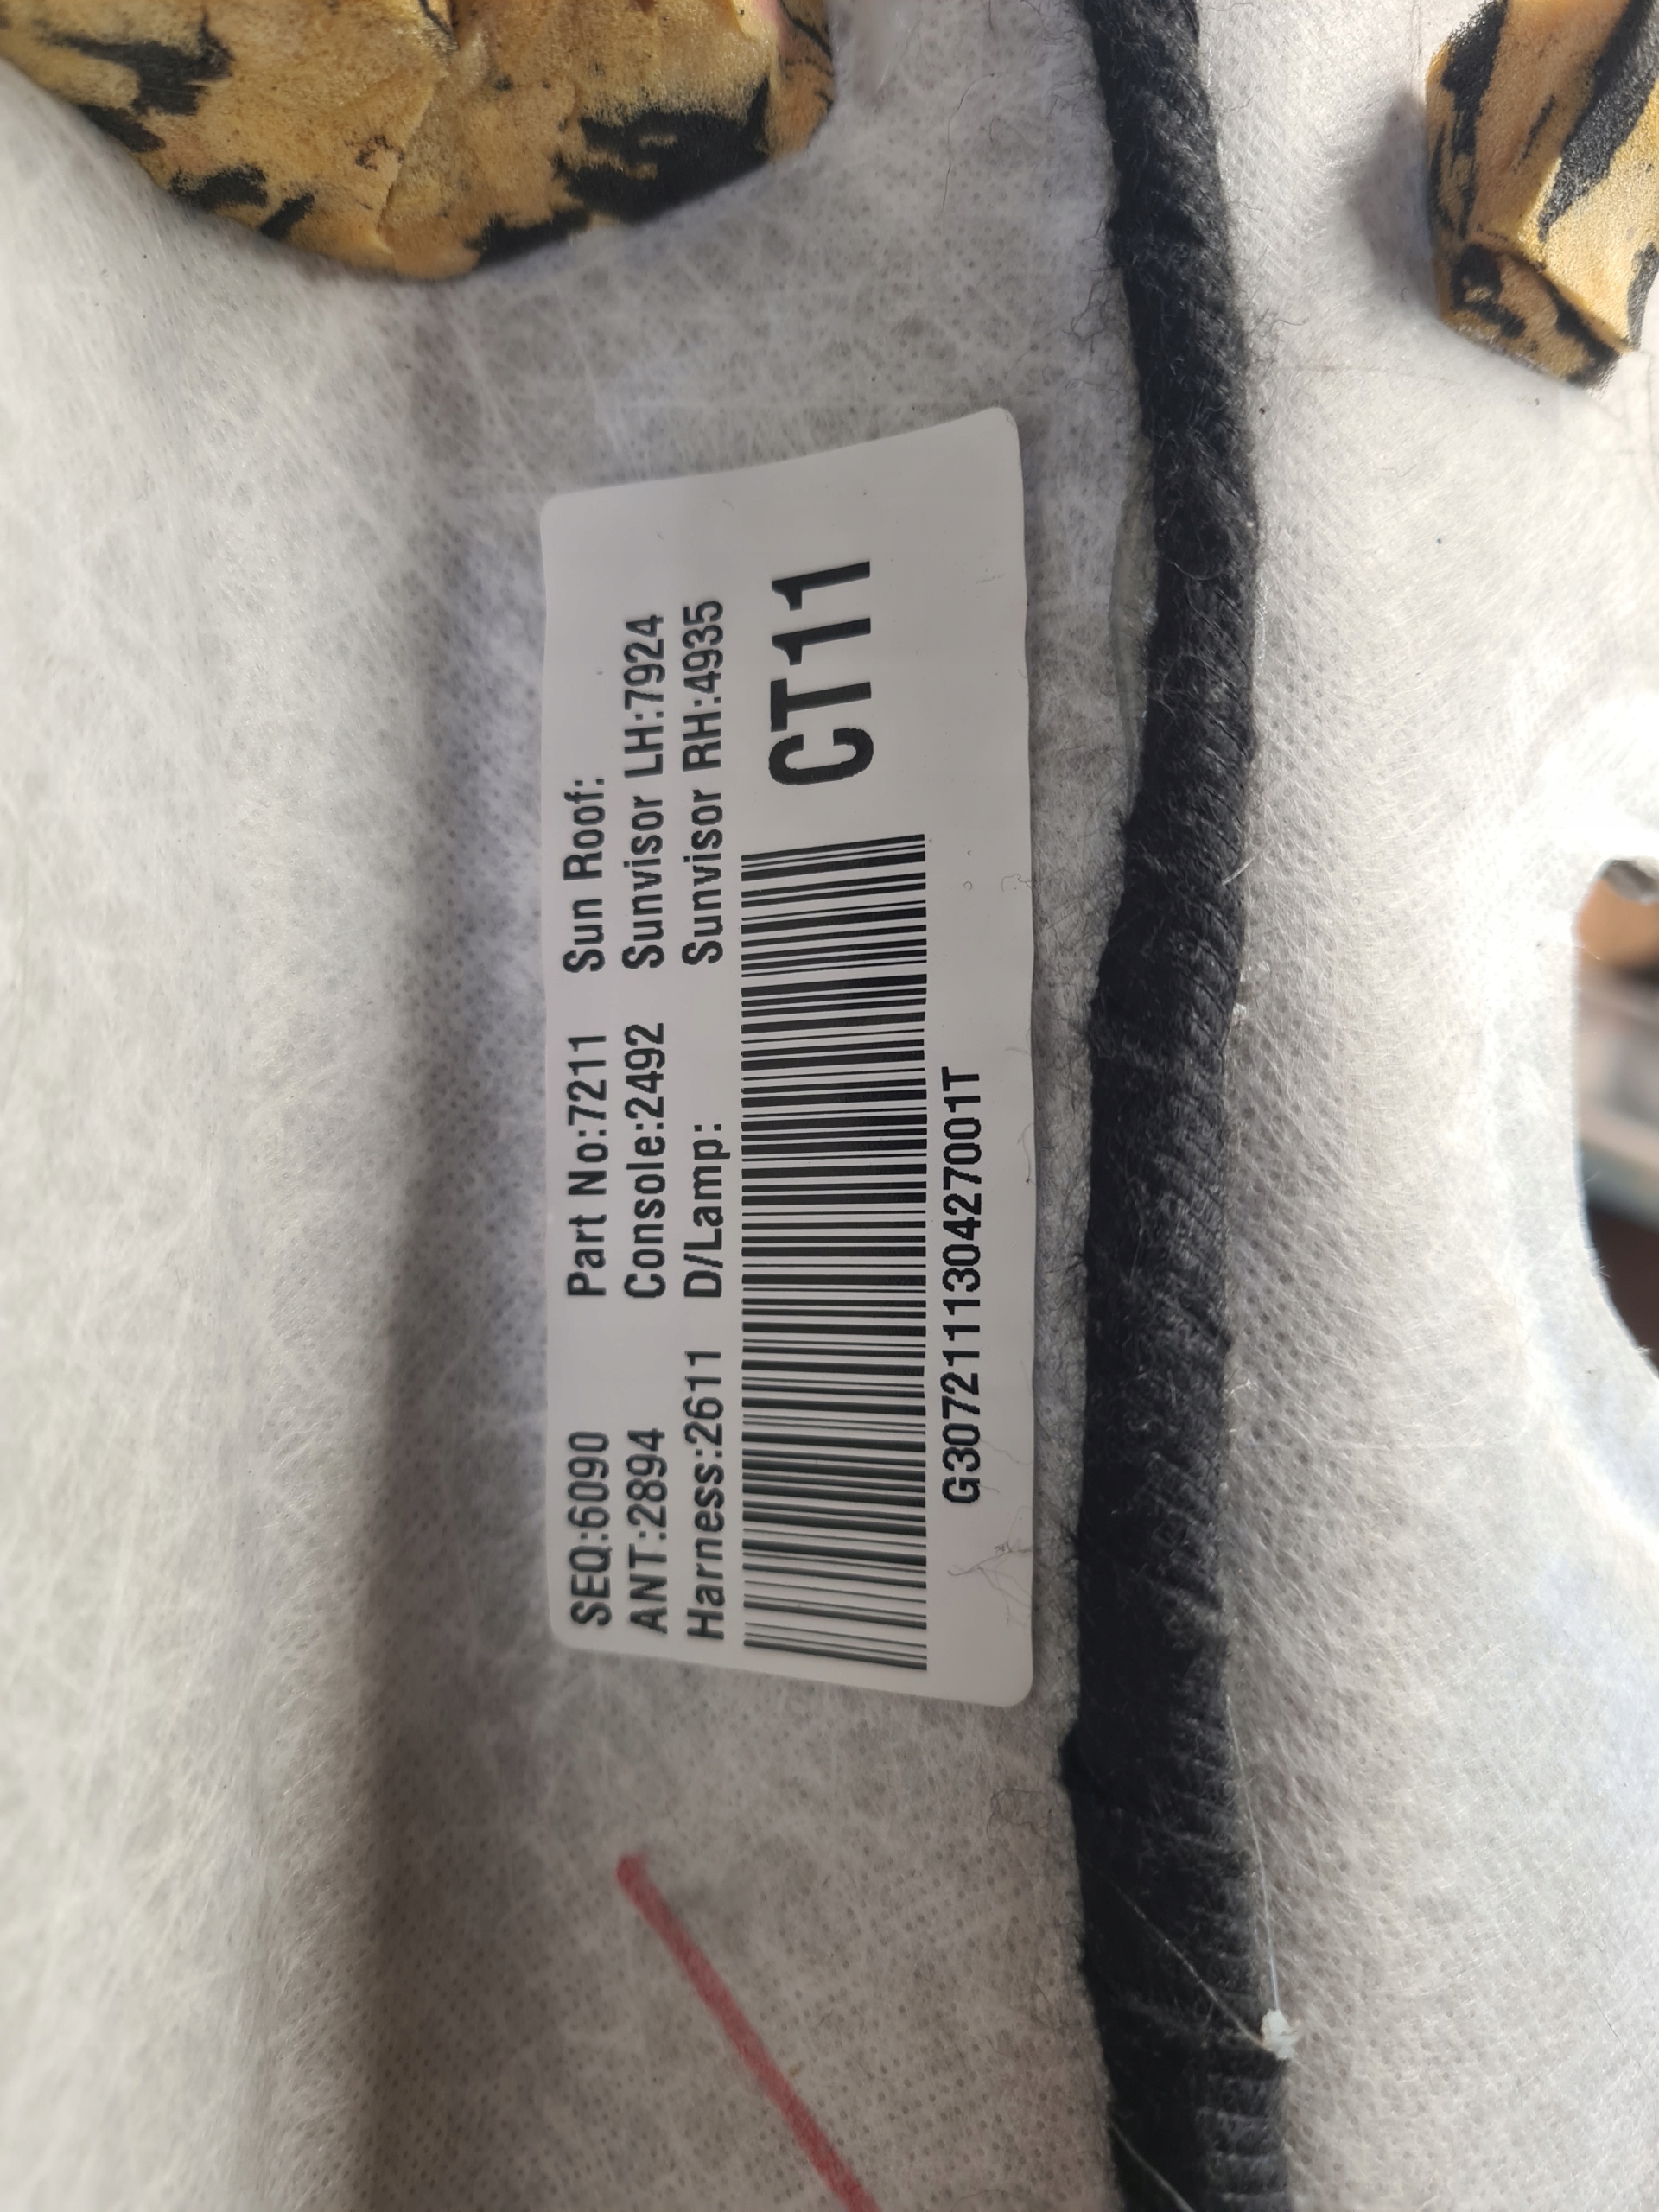 SEQ:6090 Part No:7211 Sun Roof:
ANT:2894 Console:2492 Sunvisor LH:7924
Harness:2611 D/Lamp: Sunvisor RH:4935
CT11
G307211130427001T